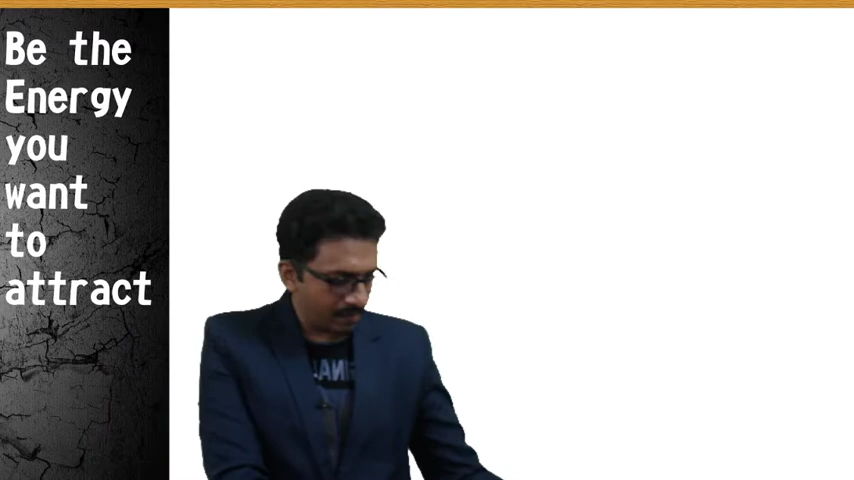 Be the
Energy
you
want
to
attract